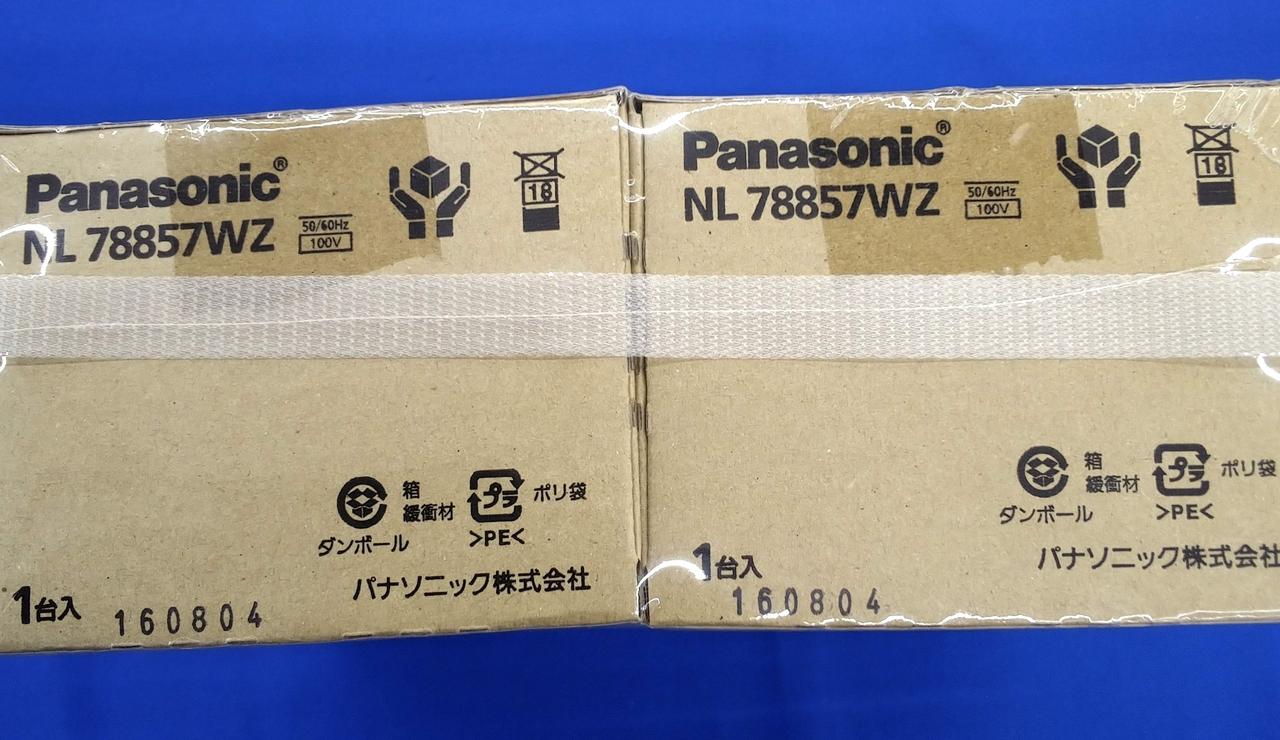 Panasonic®
NL 78857WZ
50/60Hz
100V
18
箱
緩衝材
ダンボール
プラ
ポリ袋
>PE<
パナソニック株式会社
1台入
160804
Panasonic®
NL 78857WZ
50/60Hz
100V
18
箱
緩衝材
ダンボール
プラ
ポリ袋
>PE<
パナソニック株式会社
1台入
160804